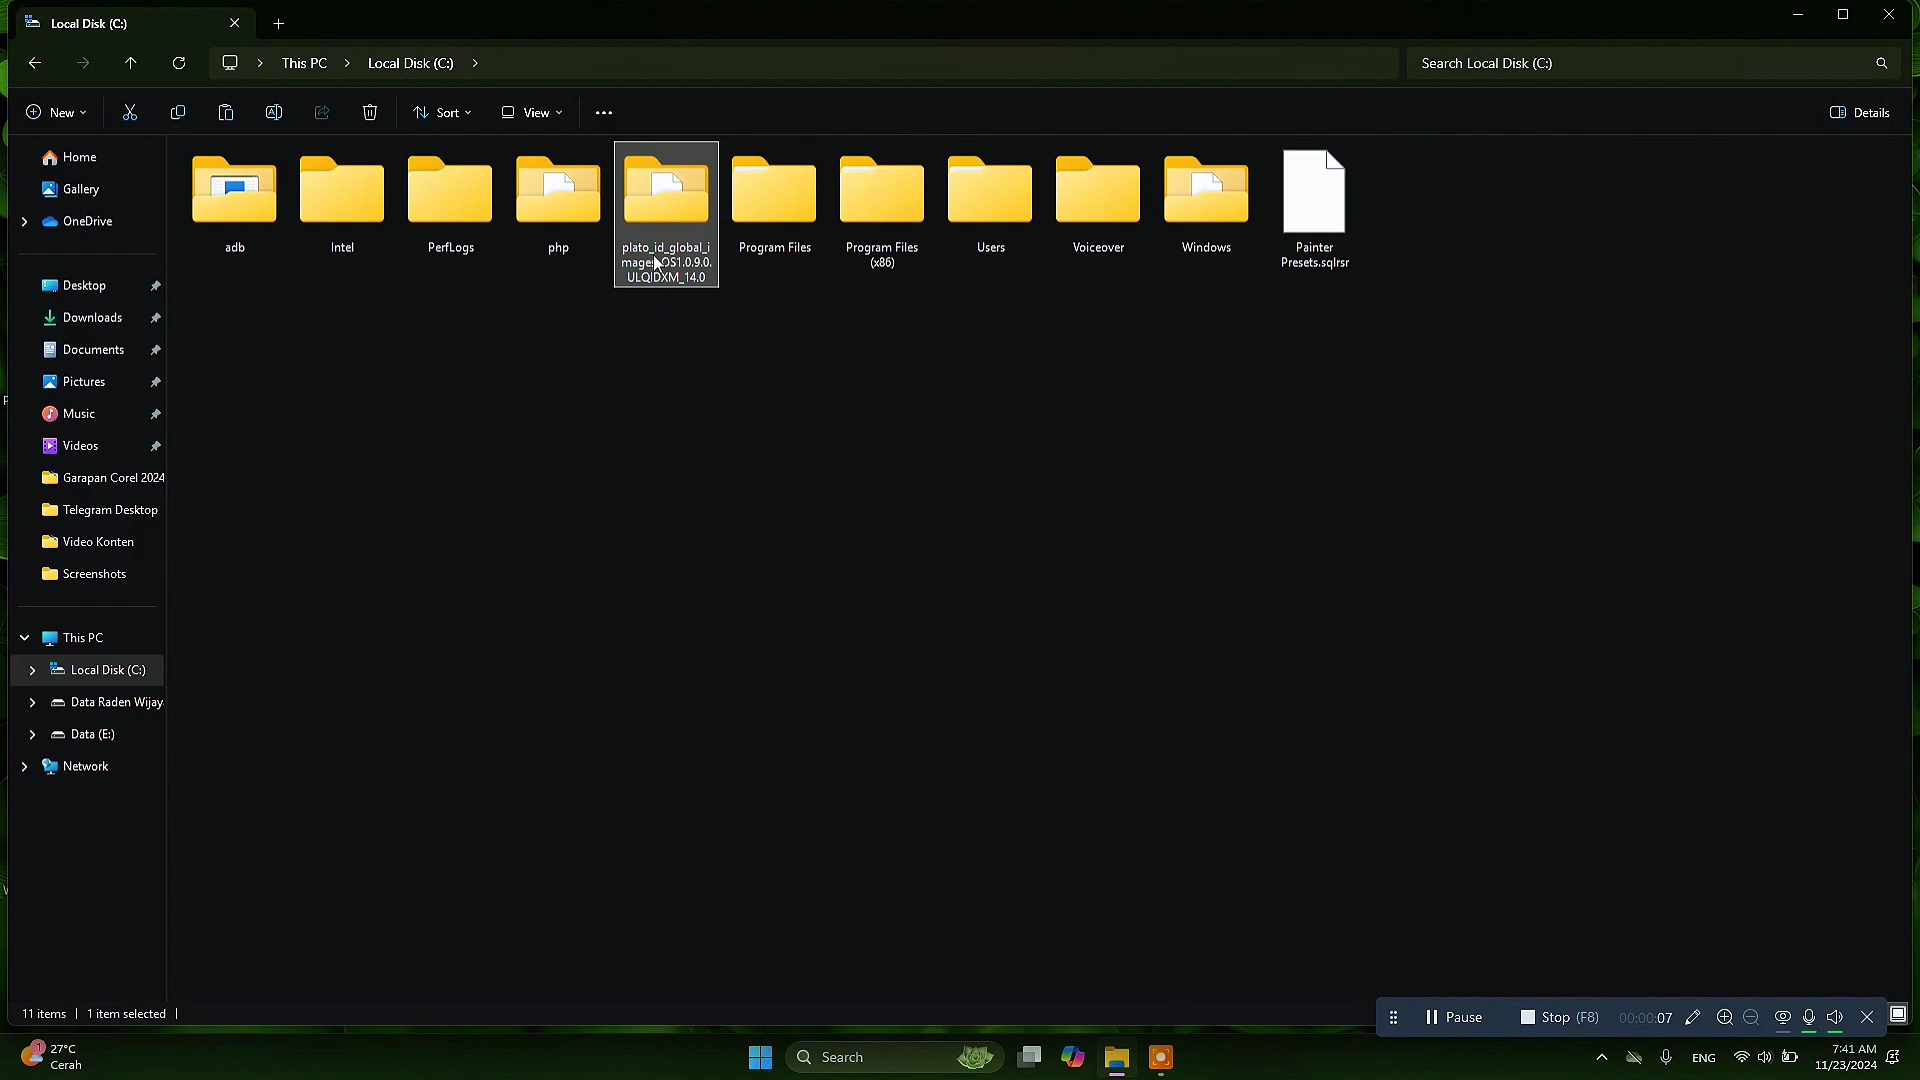 Local Disk (C:)
This PC
Local Disk (C:)
Search Local Disk (C:)
New
Sort
View
Details
Home
Gallery
OneDrive
Desktop
Downloads
Documents
Pictures
Music
Videos
Garapan Corel 2024
Telegram Desktop
Video Konten
Screenshots
This PC
Local Disk (C:)
Data Raden Wijay
Data (E:)
Network
adb
Intel
PerfLogs
php
plato_id_global_i
mage OS1.0.9.0.
ULQIDXM_14.0
Program Files
Program Files
(x86)
Users
Voiceover
Windows
Painter
Presets.sqlrsr
11 items
1 item selected
Pause
Stop (F8)
00:00:07
1
27°C
Cerah
Search
ENG
7:41 AM
11/23/2024